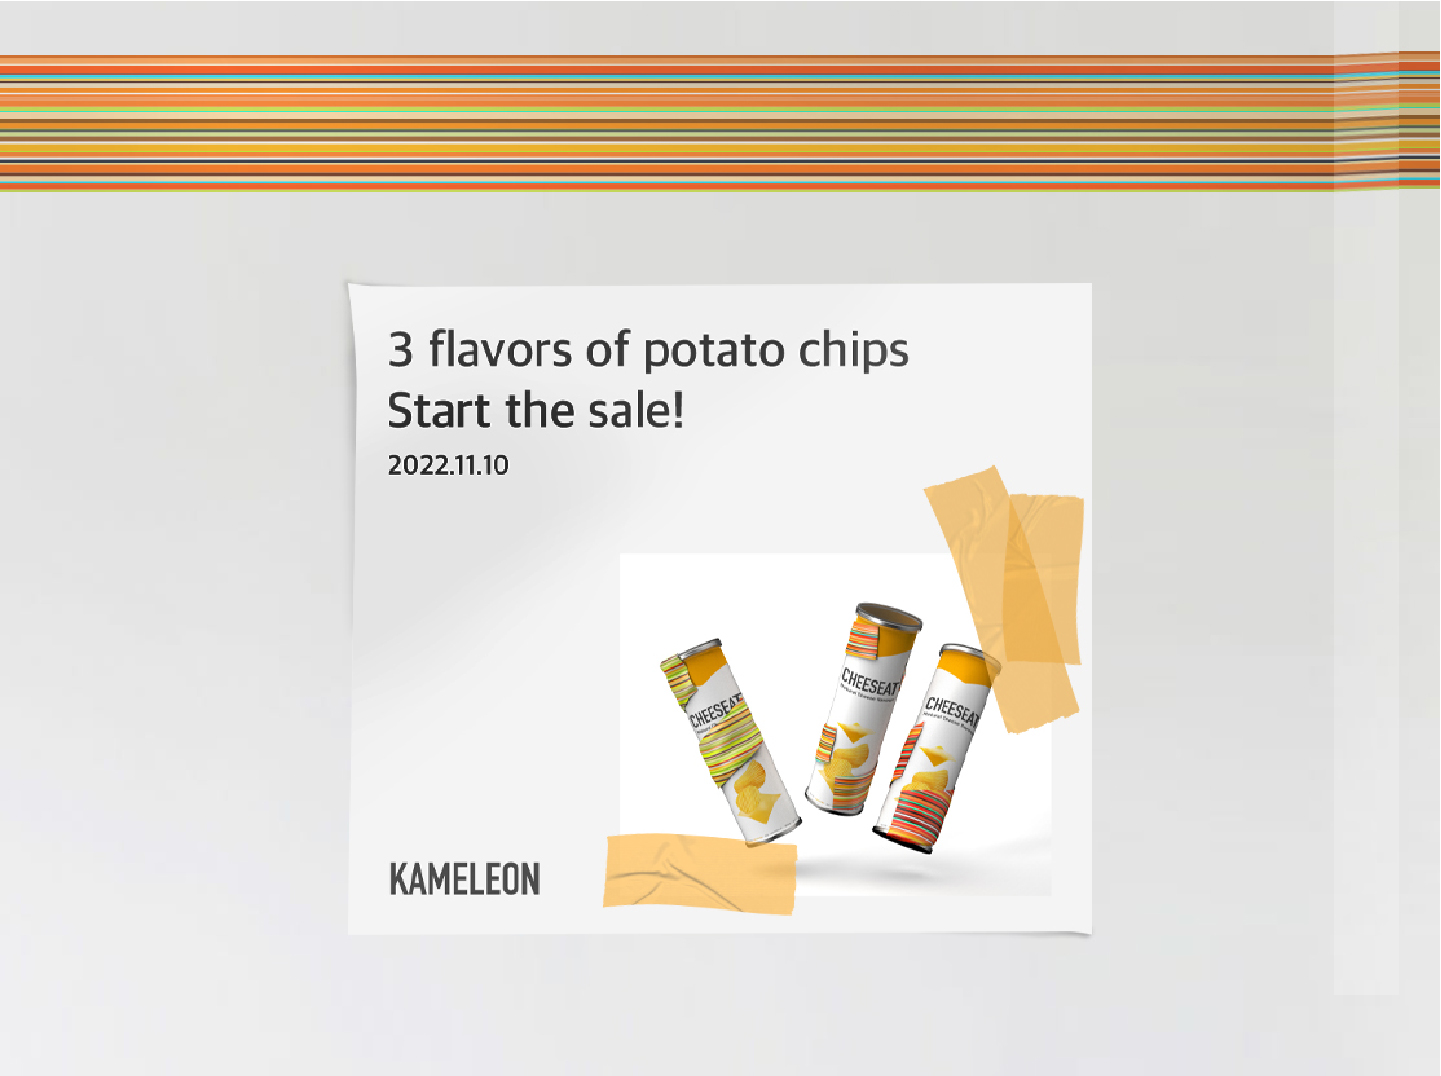 3 flavors of potato chips
Start the sale!
2022.11.10
CHEESEAT
CHEESEAT
CHEESEAT
KAMELEON